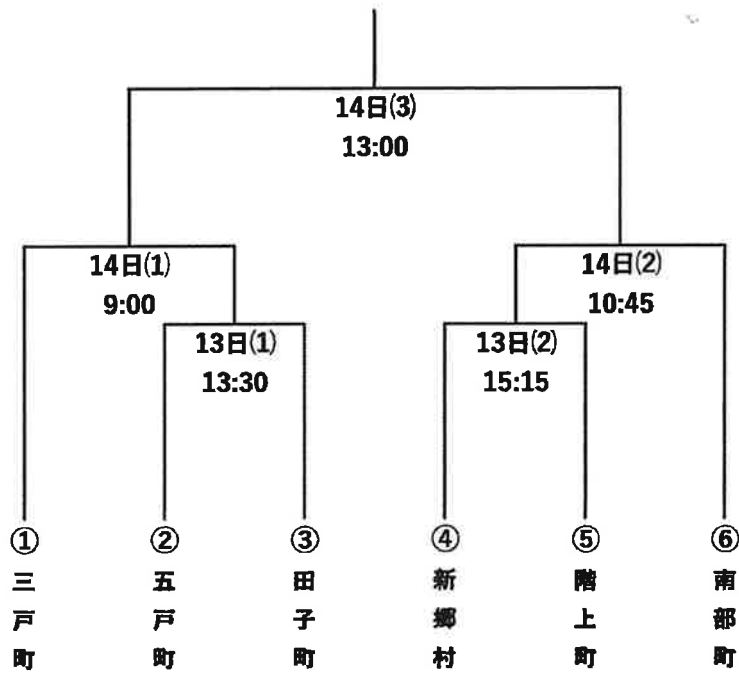 14日(3)
13:00
14日(1)
9:00
14日(2)
10:45
13日(1)
13:30
13日(2)
15:15
①
三戸町
②
五戸町
③
田子町
④
新郷村
⑤
階上町
⑥
南部町